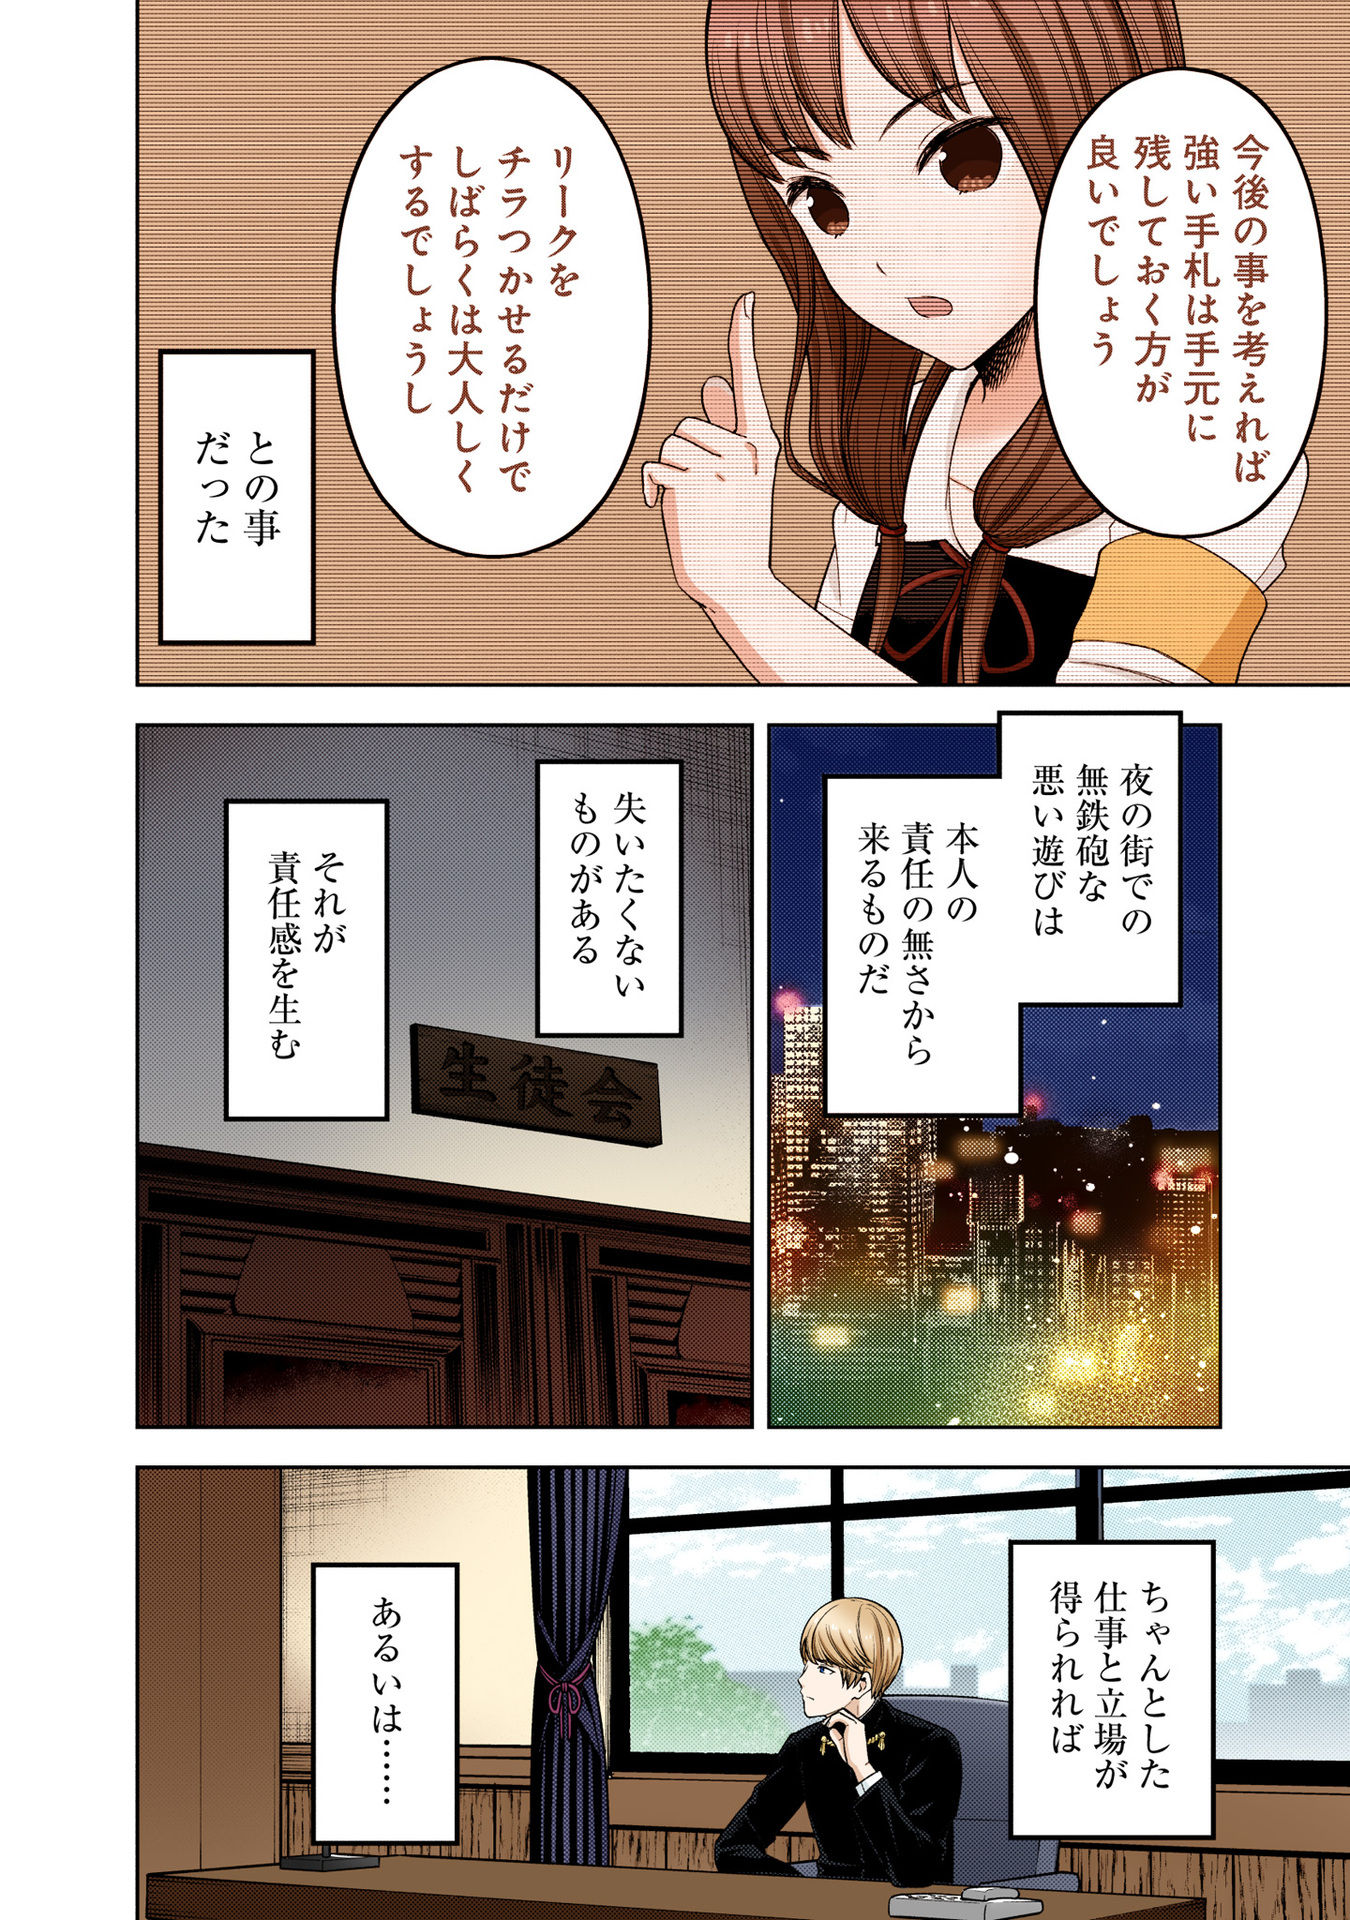 今後の事を考えれば
強い手札は手元に
残しておく方が
良いでしょう
リークを
チラつかせるだけで
しばらくは大人しく
するでしょうし
との事
だった
夜の街での
無鉄砲な
悪い遊びは
本人の
責任の無さから
来るものだ
失いたくない
ものがある
それが
責任感を生む
生徒会
ちゃんとした
仕事と立場が
得られれば
あるいは……